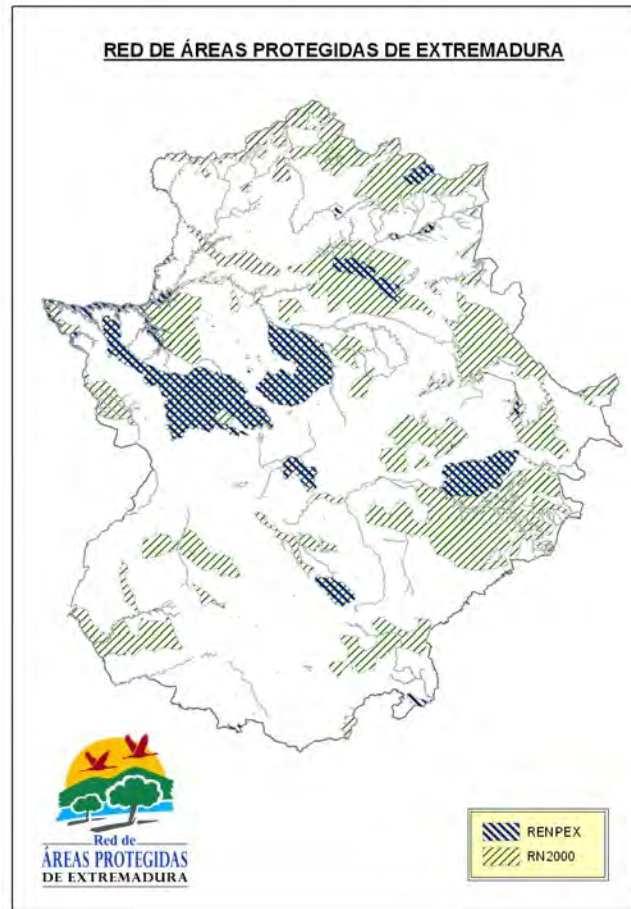 RED DE ÁREAS PROTEGIDAS DE EXTREMADURA
Red de
ÁREAS PROTEGIDAS
DE EXTREMADURA
RENPEX
RN2000